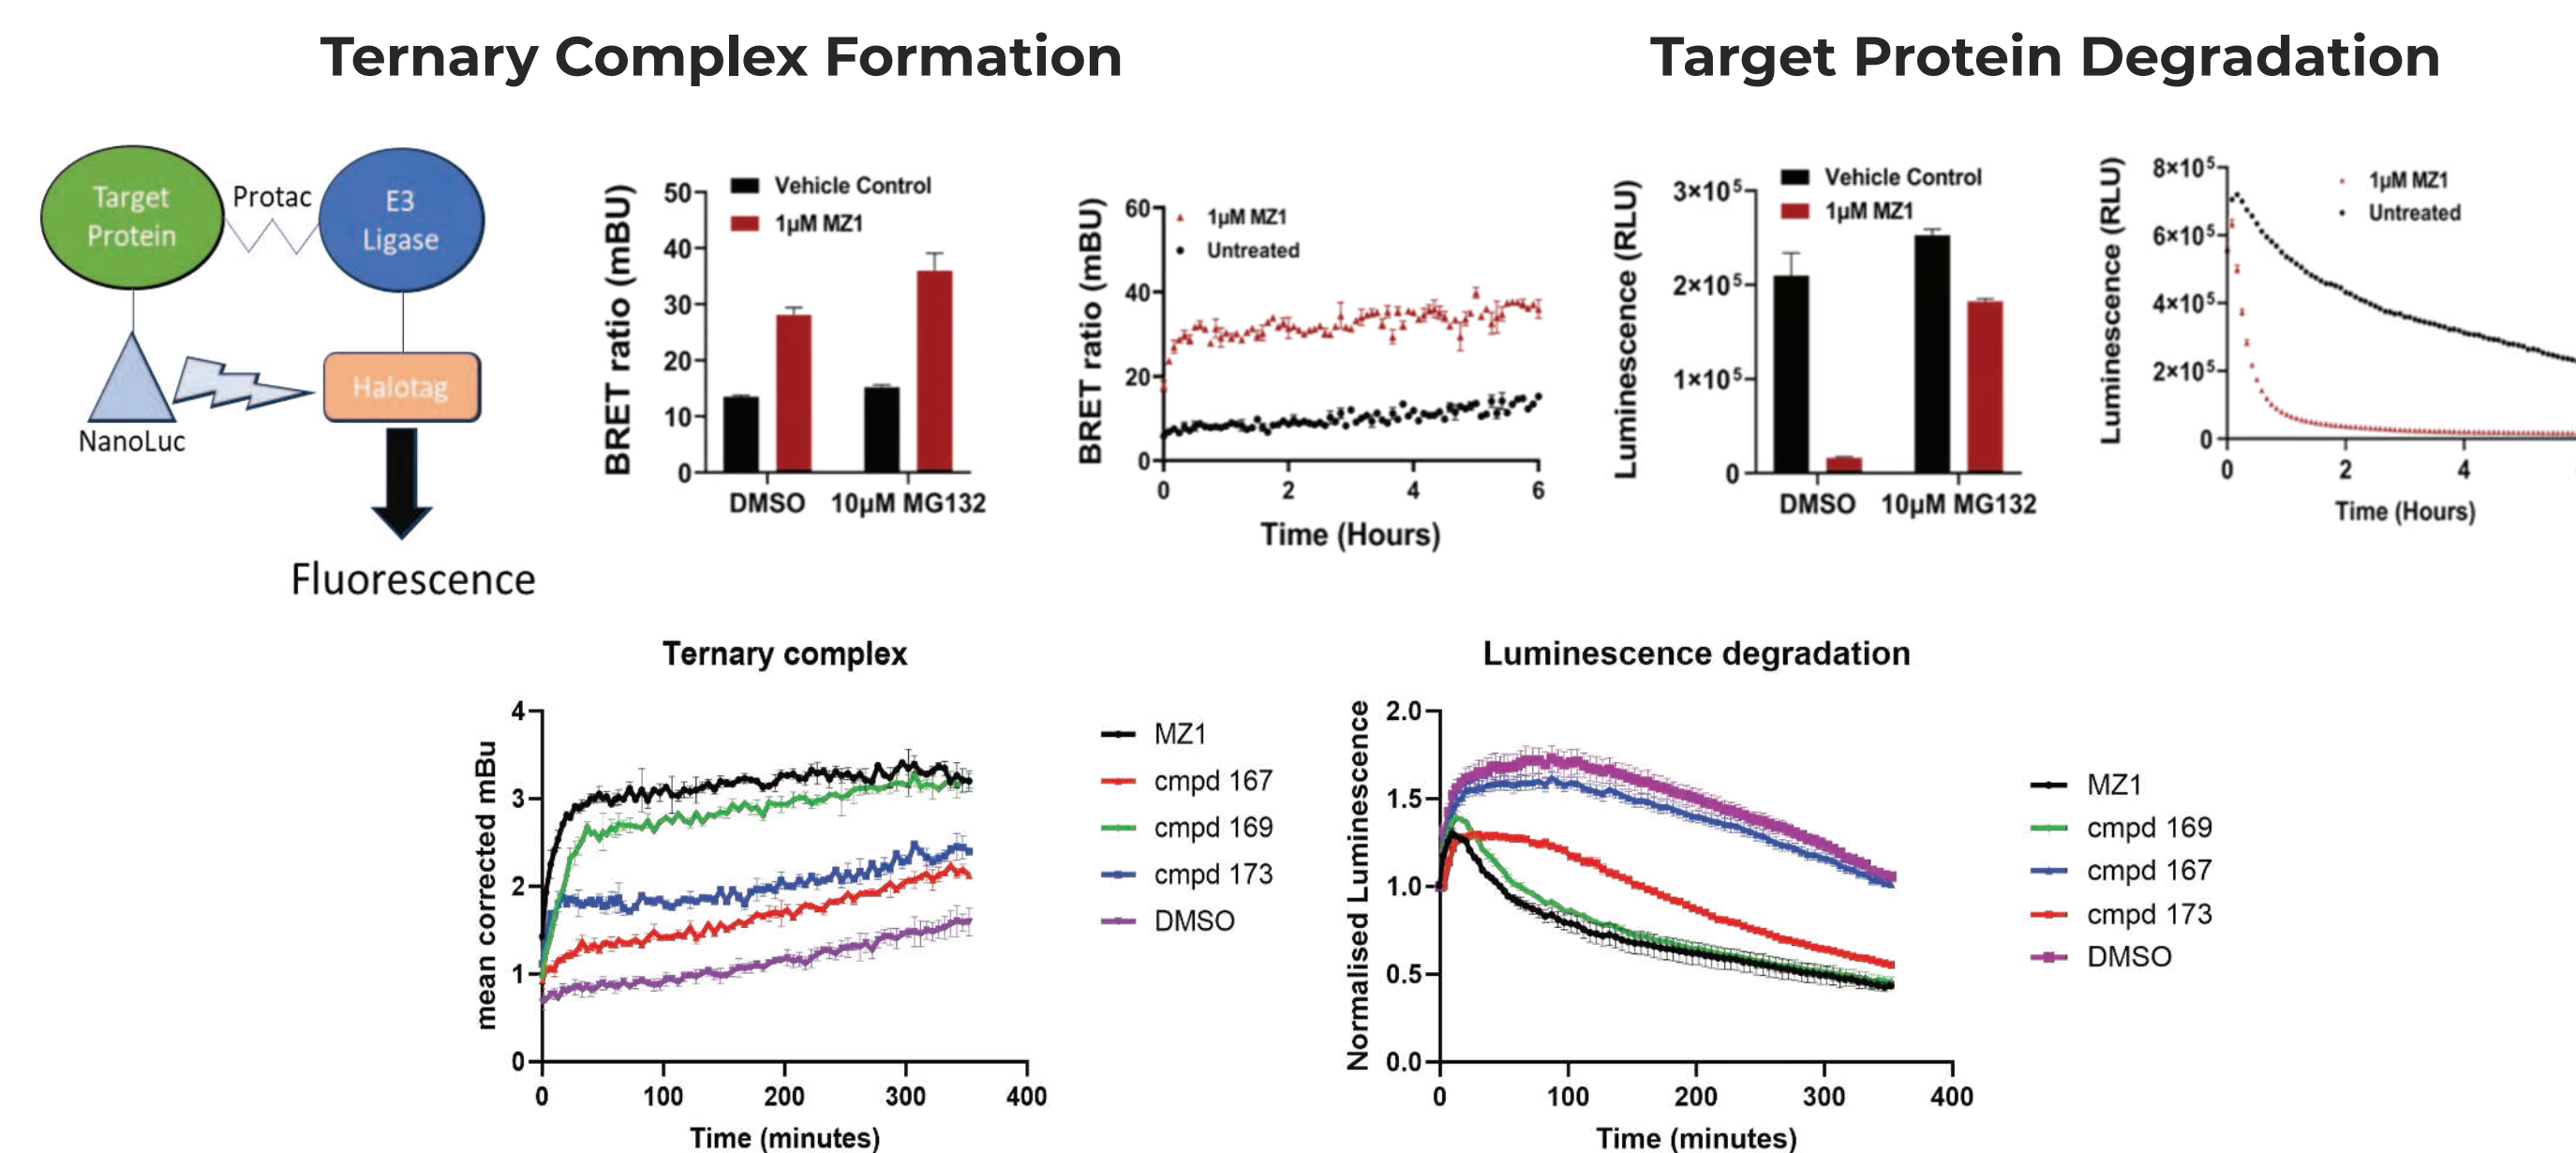 Ternary Complex Formation
Target Protein Degradation
Target
Protein
Protac
E3
Ligase
NanoLuc
Halotag
Fluorescence
BRET ratio (mBU)
50
40
30
20
10
0
Vehicle Control
1µM MZ1
DMSO
10µM MG132
BRET ratio (mBU)
60
40
20
0
1µM MZ1
Untreated
0 2 4 6
Time (Hours)
Luminescence (RLU)
3×10⁵
2×10⁵
1×10⁵
0
Vehicle Control
1µM MZ1
DMSO
10µM MG132
Luminescence (RLU)
8×10⁵
6×10⁵
4×10⁵
2×10⁵
0
1µM MZ1
Untreated
0 2 4
Time (Hours)
Ternary complex
mean corrected mBu
4
3
2
1
0
0 100 200 300 400
Time (minutes)
MZ1
cmpd 167
cmpd 169
cmpd 173
DMSO
Luminescence degradation
Normalised Luminescence
2.0
1.5
1.0
0.5
0.0
0 100 200 300 400
Time (minutes)
MZ1
cmpd 169
cmpd 167
cmpd 173
DMSO